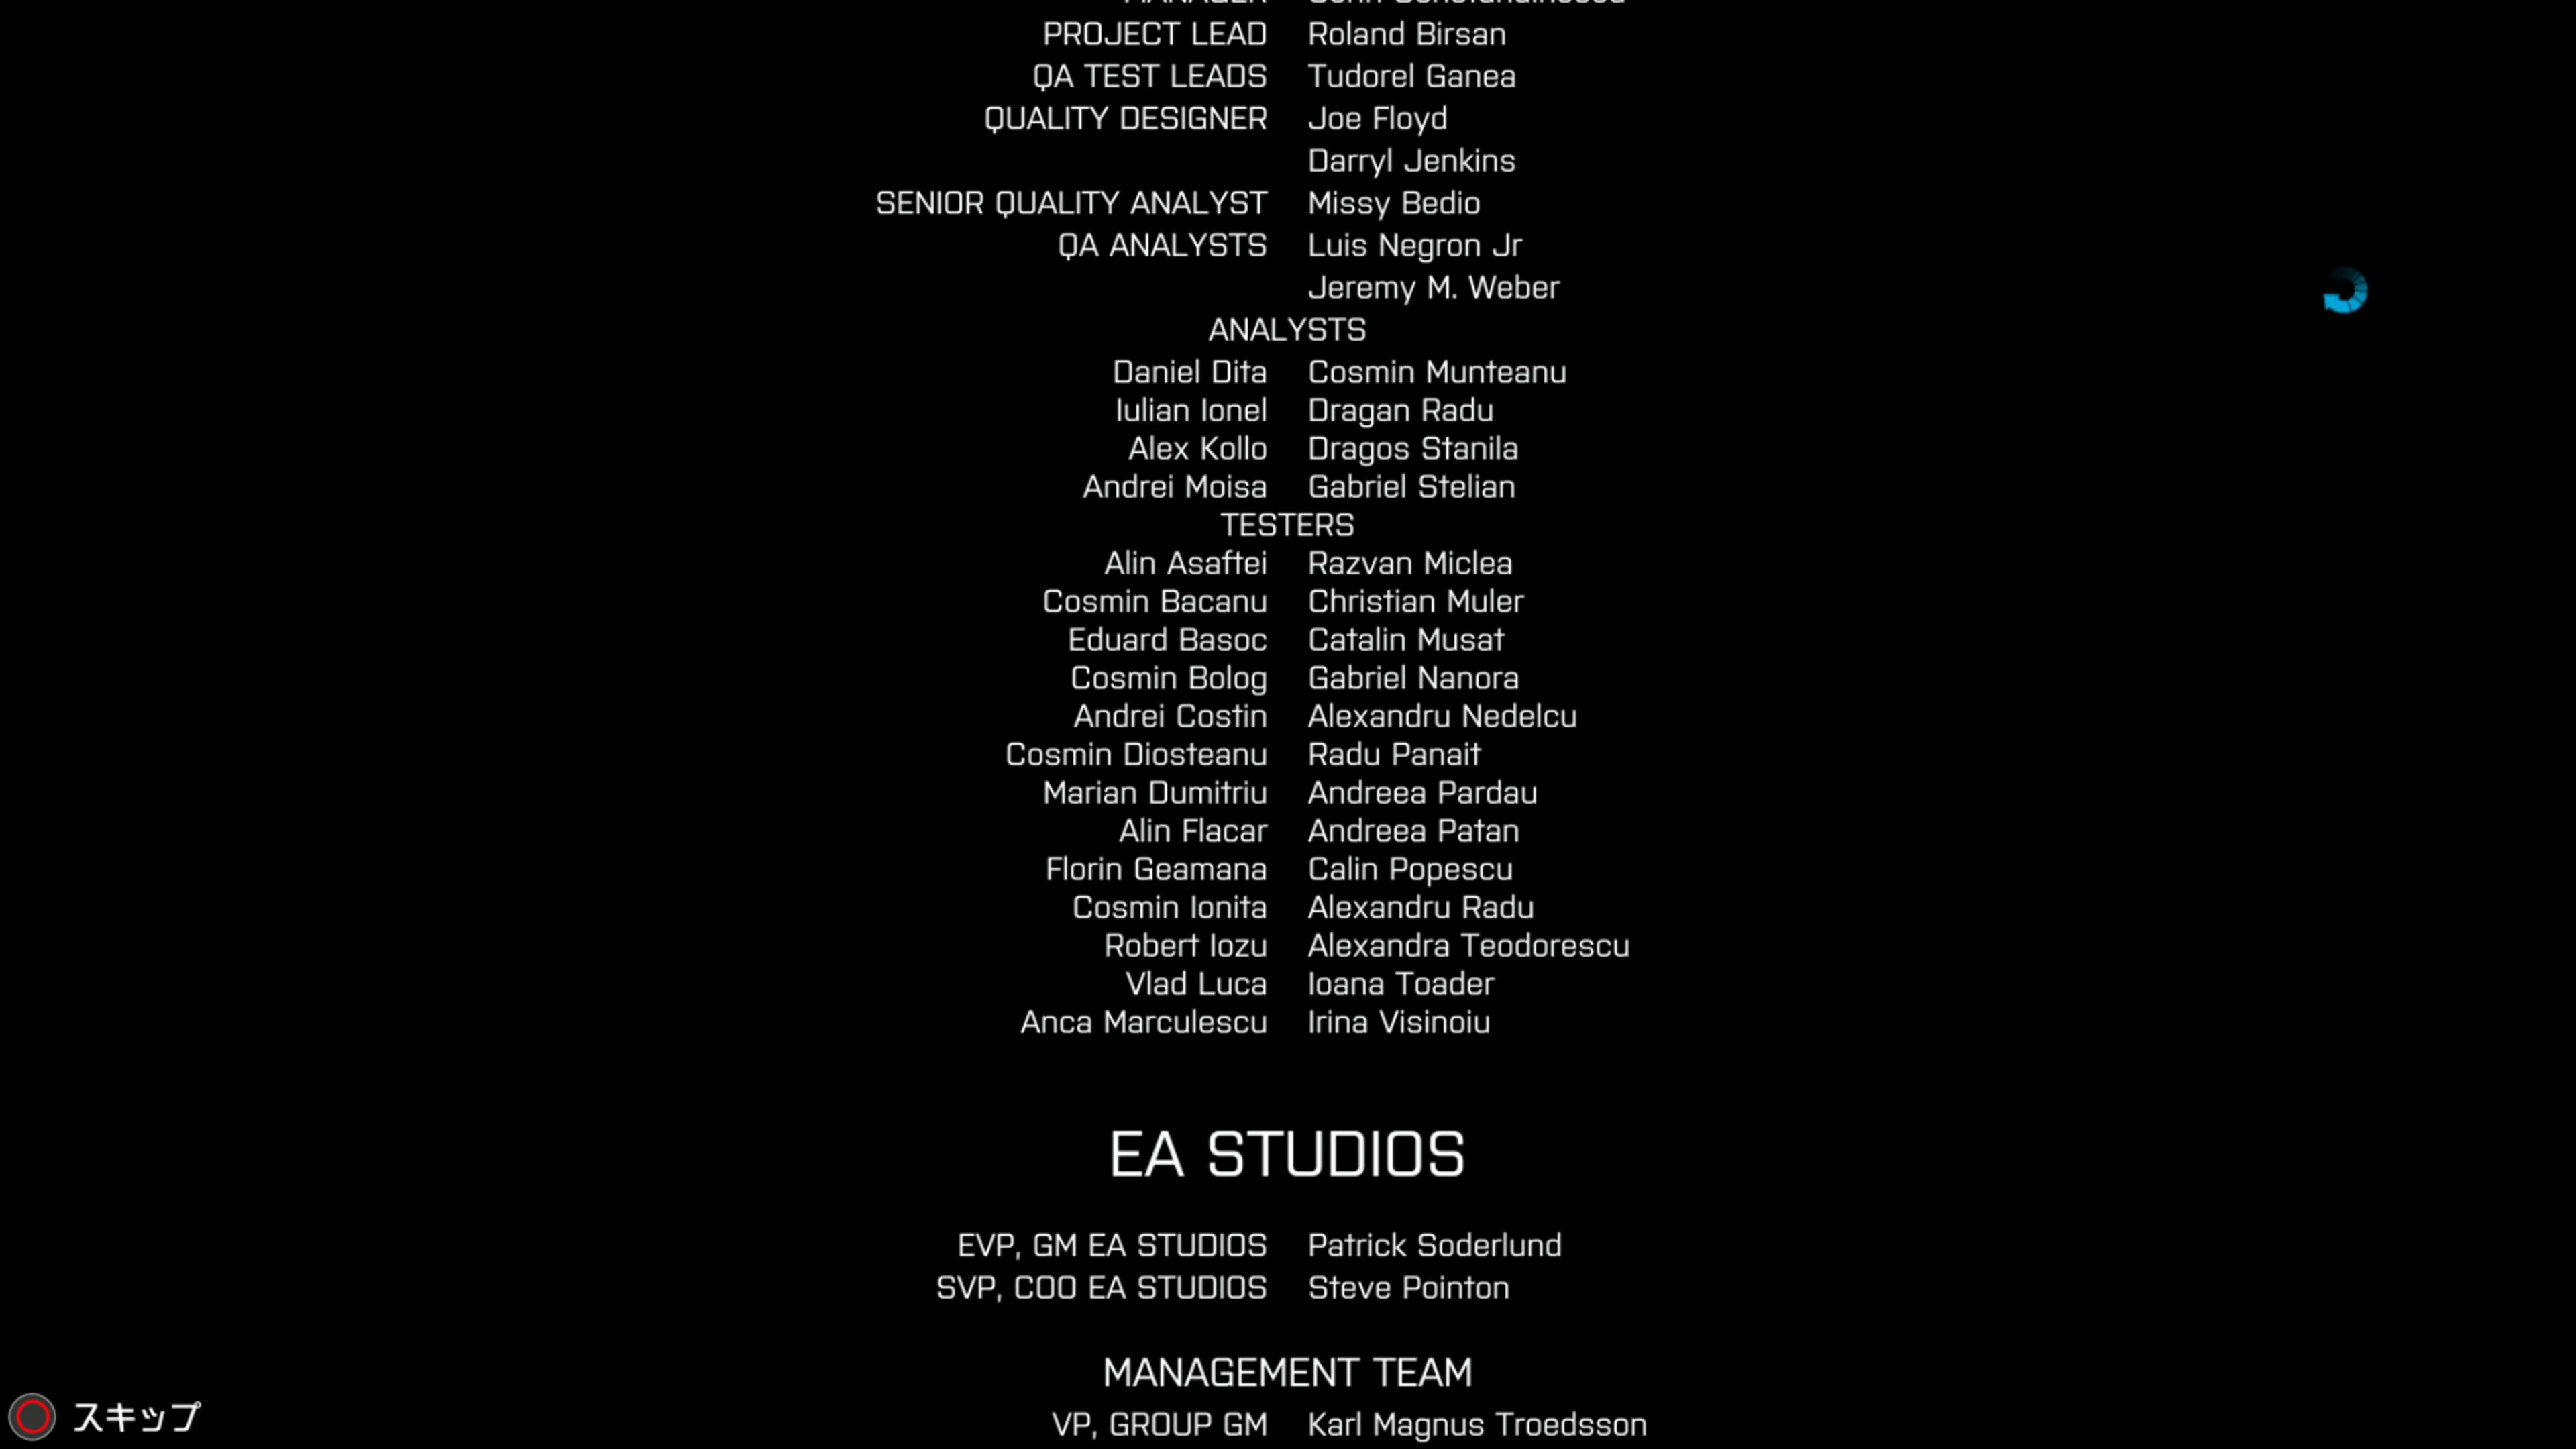 PROJECT LEAD Roland Birsan
QA TEST LEADS Tudorel Ganea
QUALITY DESIGNER Joe Floyd
Darryl Jenkins
SENIOR QUALITY ANALYST Missy Bedio
QA ANALYSTS Luis Negron Jr
Jeremy M. Weber
ANALYSTS
Daniel Dita Cosmin Munteanu
Iulian Ionel Dragan Radu
Alex Kollo Dragos Stanila
Andrei Moisa Gabriel Stelian
TESTERS
Alin Asaftei Razvan Miclea
Cosmin Bacanu Christian Muler
Eduard Basoc Catalin Musat
Cosmin Bolog Gabriel Nanora
Andrei Costin Alexandru Nedelcu
Cosmin Diosteanu Radu Panait
Marian Dumitriu Andreea Pardau
Alin Flacar Andreea Patan
Florin Geamana Calin Popescu
Cosmin Ionita Alexandru Radu
Robert Iozu Alexandra Teodorescu
Vlad Luca Ioana Toader
Anca Marculescu Irina Visinoiu
EA STUDIOS
EVP, GM EA STUDIOS Patrick Soderlund
SVP, COO EA STUDIOS Steve Pointon
MANAGEMENT TEAM
VP, GROUP GM Karl Magnus Troedsson
スキップ